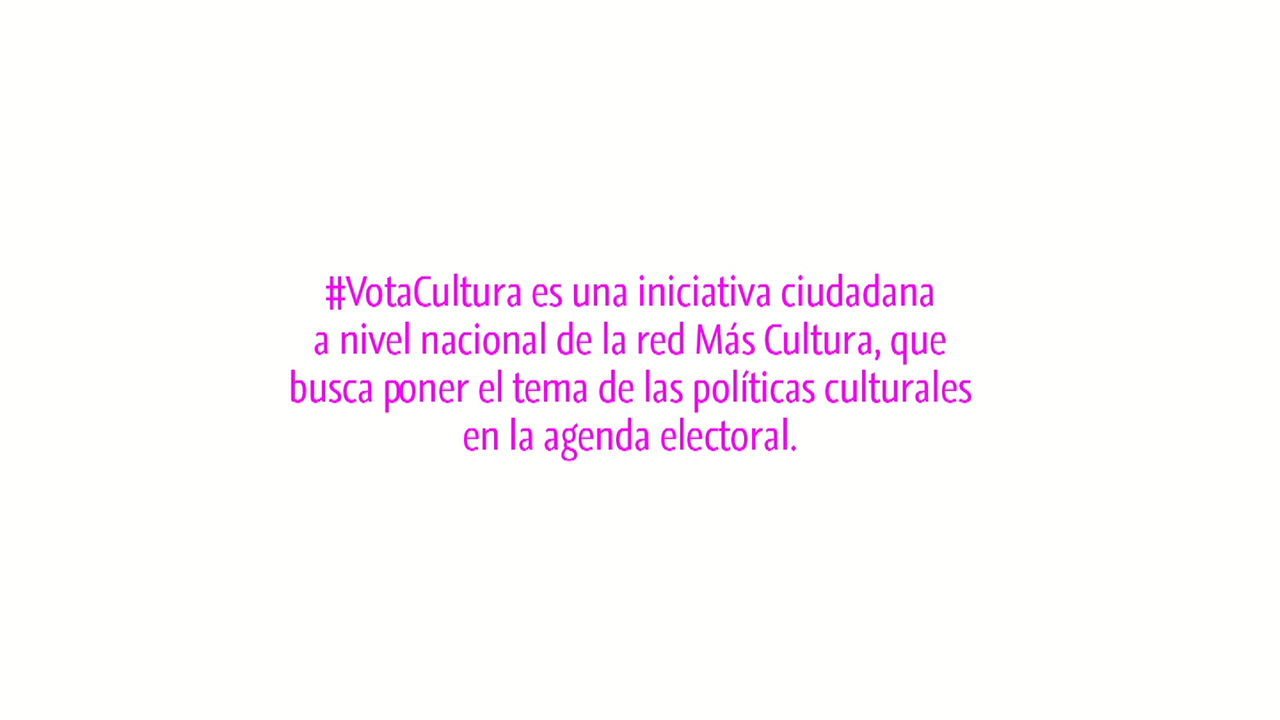 #VotaCultura es una iniciativa ciudadana
a nivel nacional de la red Más Cultura, que
busca poner el tema de las políticas culturales
en la agenda electoral.